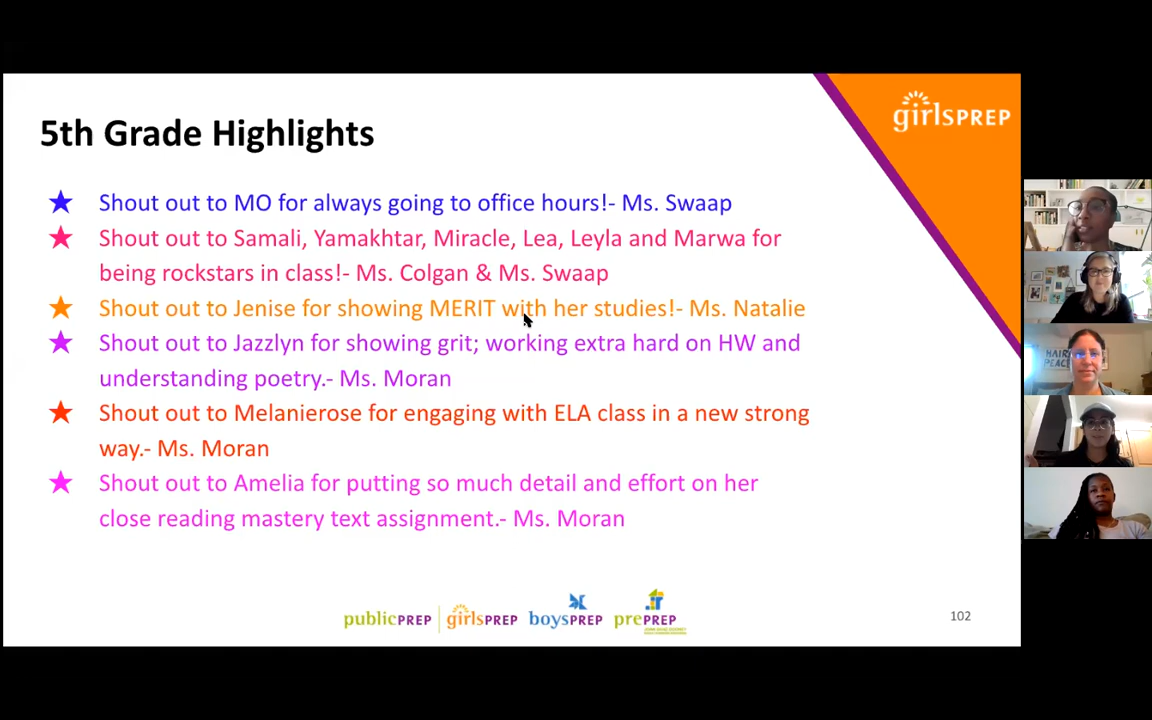 5th Grade Highlights
girlsPREP
★ Shout out to MO for always going to office hours!- Ms. Swaap
★ Shout out to Samali, Yamakhtar, Miracle, Lea, Leyla and Marwa for
being rockstars in class!- Ms. Colgan & Ms. Swaap
★ Shout out to Jenise for showing MERIT with her studies!- Ms. Natalie
★ Shout out to Jazzlyn for showing grit; working extra hard on HW and
understanding poetry.- Ms. Moran
★ Shout out to Melanierose for engaging with ELA class in a new strong
way.- Ms. Moran
★ Shout out to Amelia for putting so much detail and effort on her
close reading mastery text assignment.- Ms. Moran
publicPREP girlsPREP boysPREP prePREP
102
HAIR
PEACE